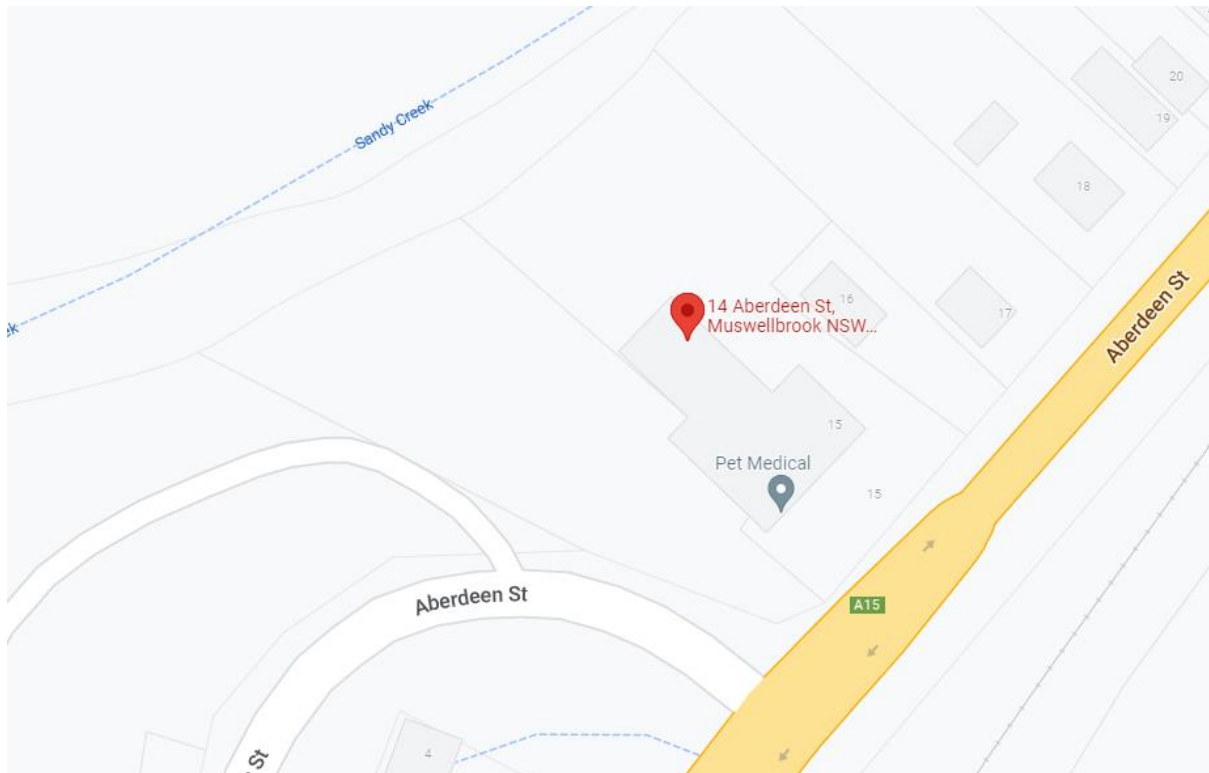 Sandy Creek
20
19
18
14 Aberdeen St,
Muswellbrook NSW...
16
17
Aberdeen St
15
Pet Medical
15
Aberdeen St
A15
4
St